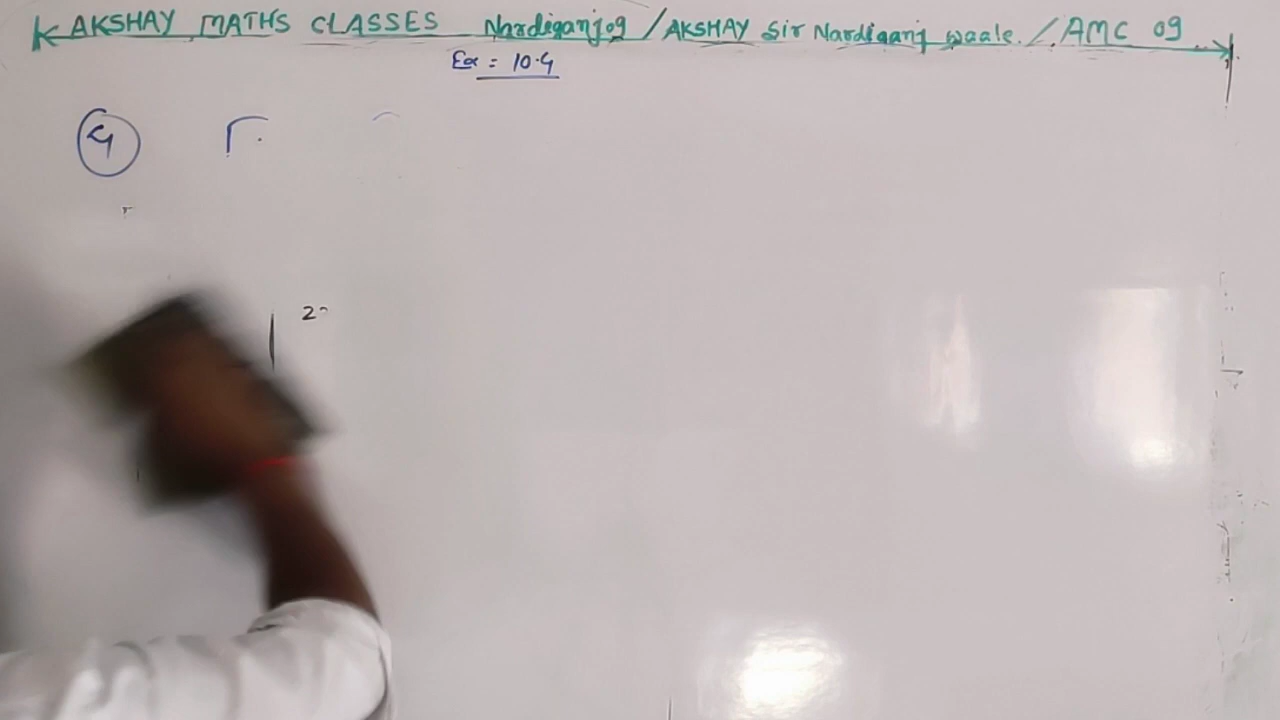 AKSHAY MATHS CLASSES Nardiganj09 / AKSHAY Sir Nardiganj waale. / AMC 09
Ex = 10.4
4
2